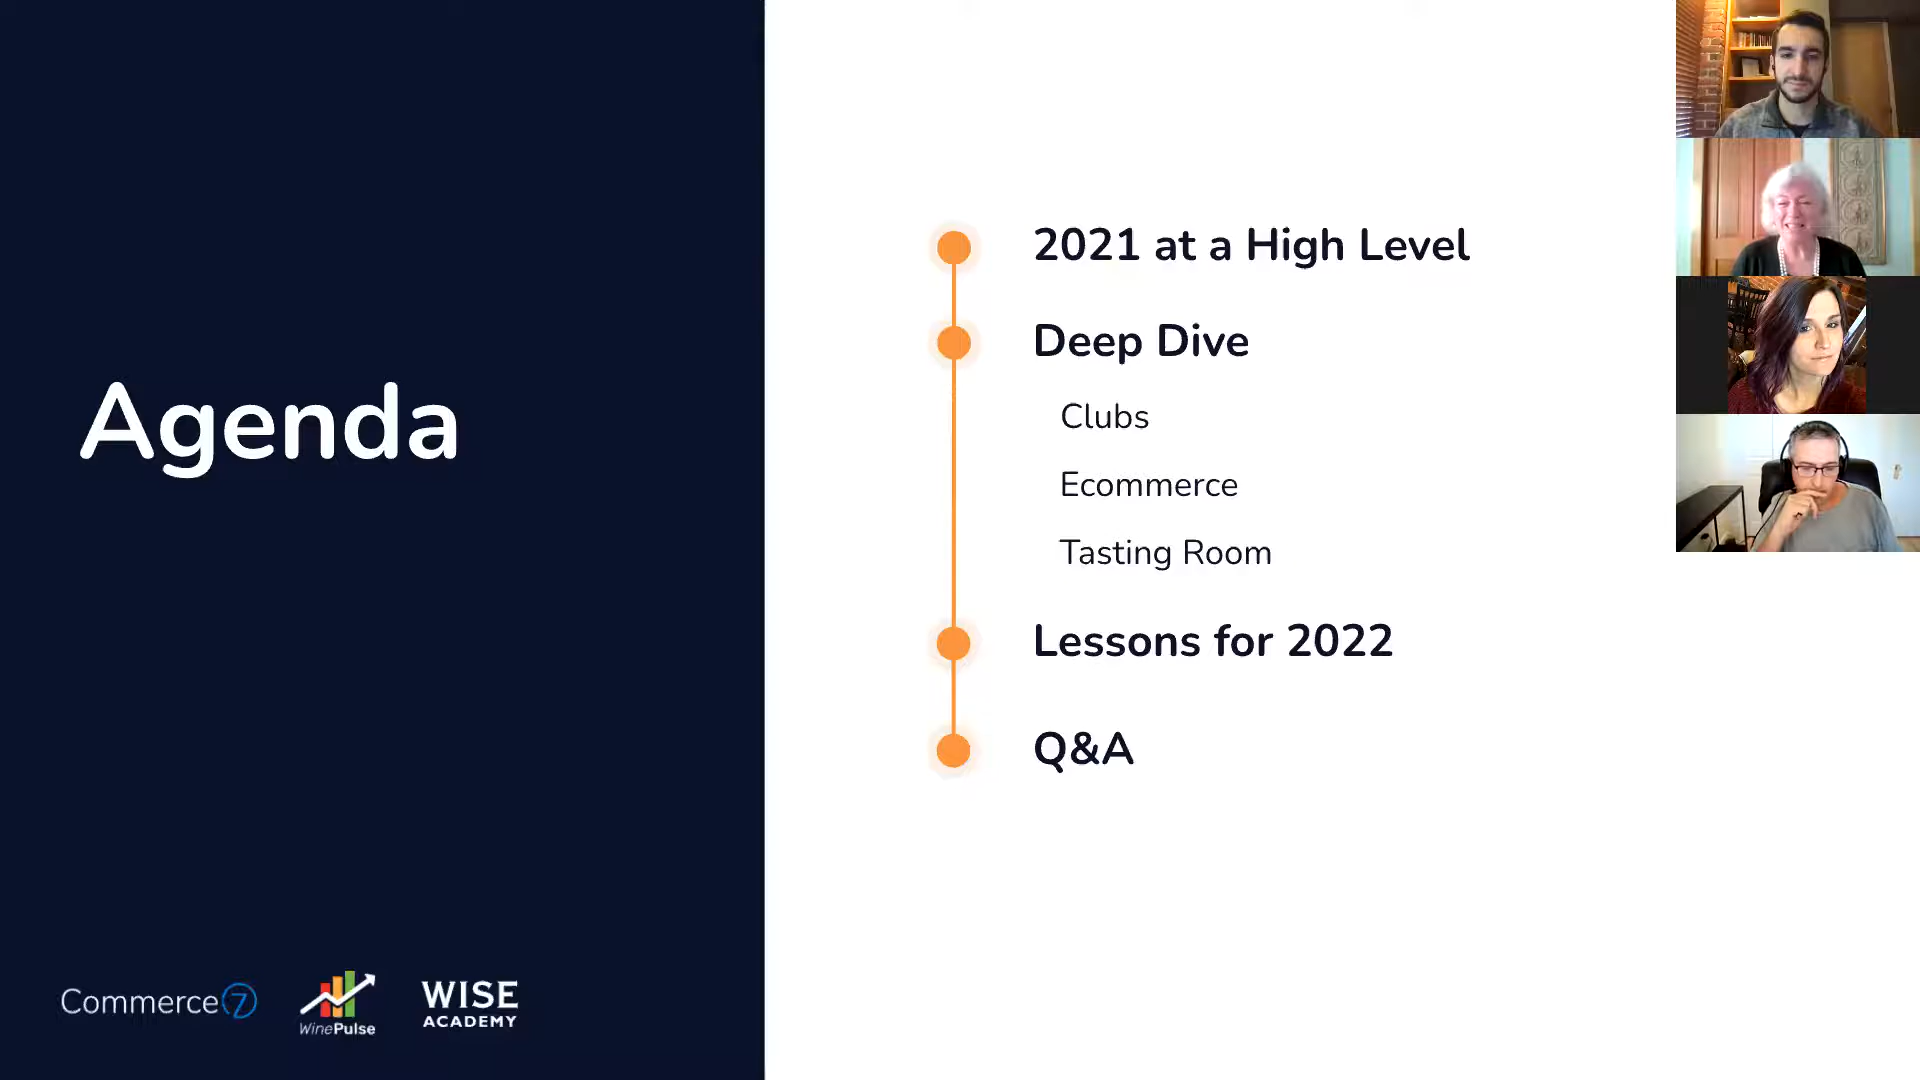 Agenda
2021 at a High Level
Deep Dive
Clubs
Ecommerce
Tasting Room
Lessons for 2022
Q&A
Commerce7
WinePulse
WISE
ACADEMY